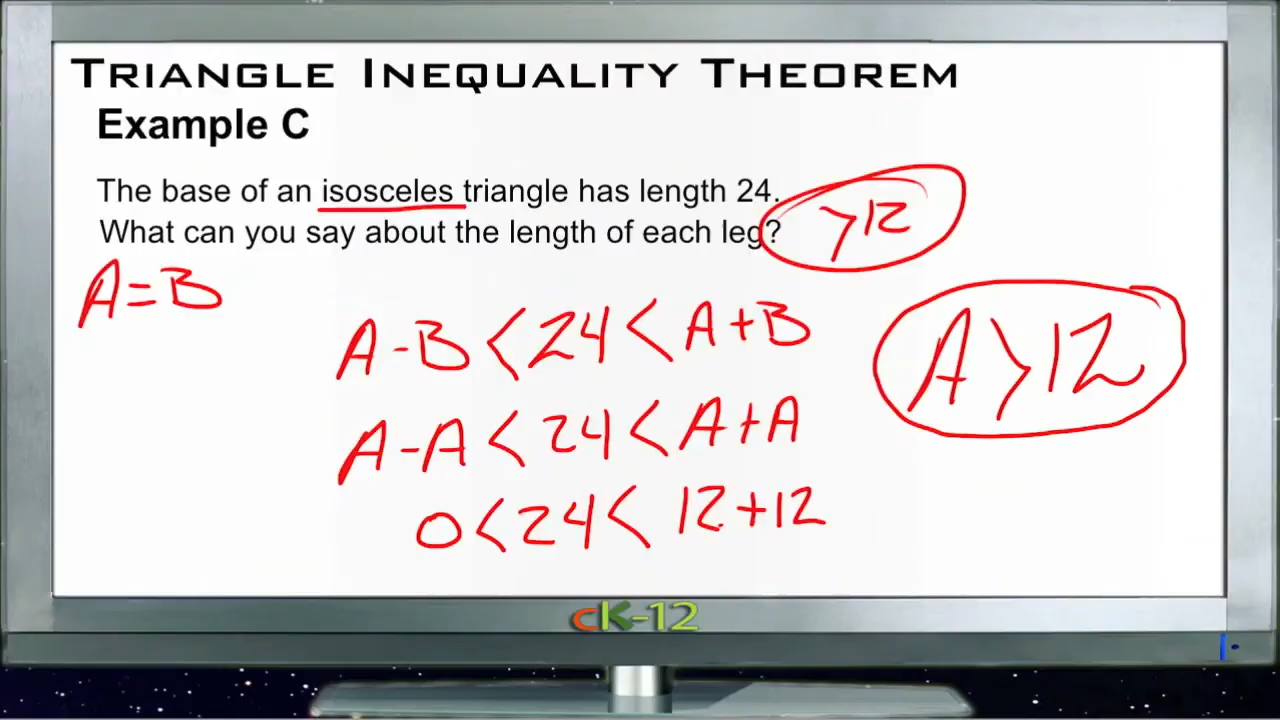 TRIANGLE INEQUALITY THEOREM
Example C
The base of an isosceles triangle has length 24.
What can you say about the length of each leg?
>12
A=B
A-B<24<A+B
A>12
A-A<24<A+A
0<24<12+12
cK-12